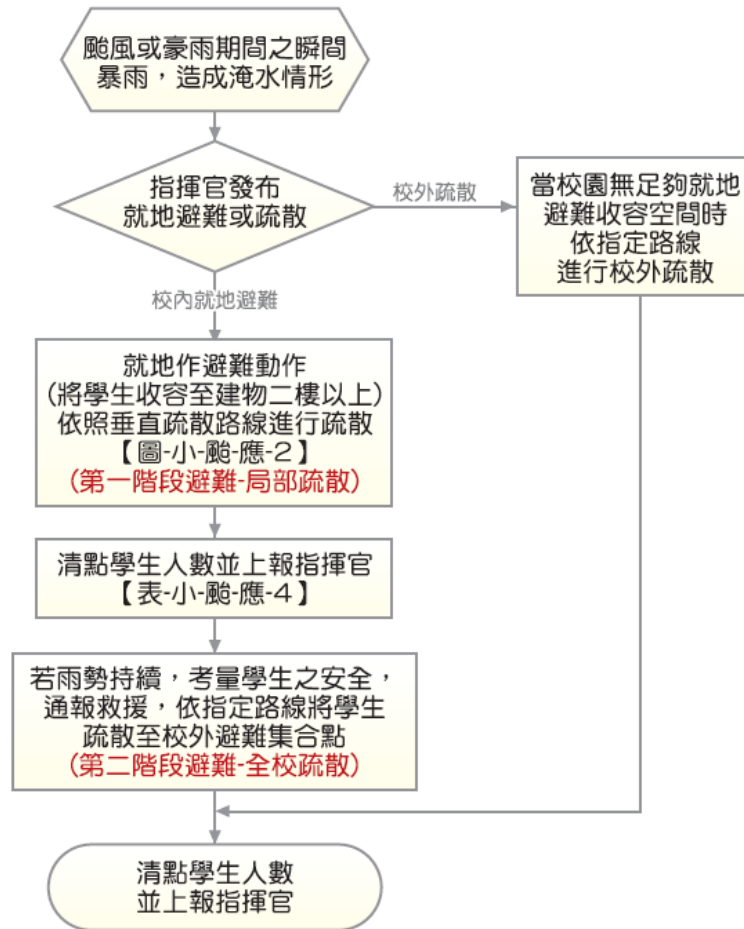 颱風或豪雨期間之瞬間
暴雨，造成淹水情形
指揮官發布
就地避難或疏散
校外疏散
當校園無足夠就地
避難收容空間時
依指定路線
進行校外疏散
校內就地避難
就地作避難動作
(將學生收容至建物二樓以上)
依照垂直疏散路線進行疏散
【圖-小-颱-應-2】
(第一階段避難-局部疏散)
清點學生人數並上報指揮官
【表-小-颱-應-4】
若雨勢持續，考量學生之安全，
通報救援，依指定路線將學生
疏散至校外避難集合點
(第二階段避難-全校疏散)
清點學生人數
並上報指揮官